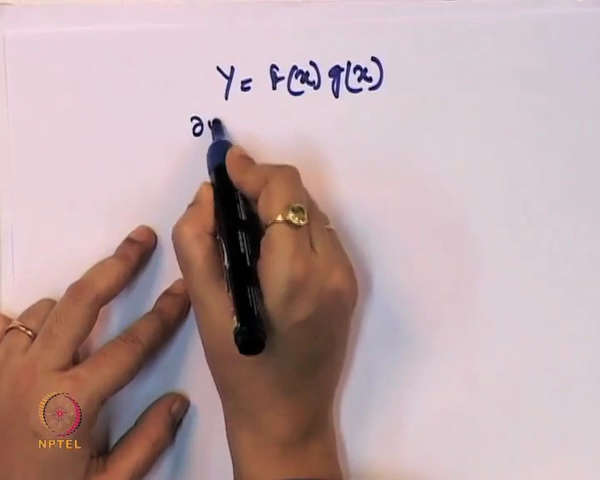 Y = f(x) g(x)
∂y
NPTEL